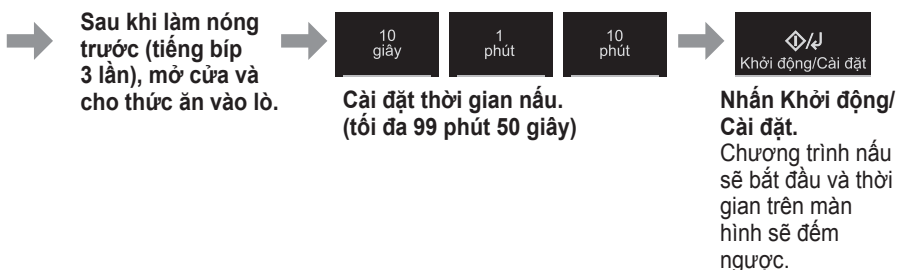 Sau khi làm nóng
trước (tiếng bíp
3 lần), mở cửa và
cho thức ăn vào lò.
10
giây
1
phút
10
phút
Cài đặt thời gian nấu.
(tối đa 99 phút 50 giây)
Khởi động/Cài đặt
Nhấn Khởi động/
Cài đặt.
Chương trình nấu
sẽ bắt đầu và thời
gian trên màn
hình sẽ đếm
ngược.